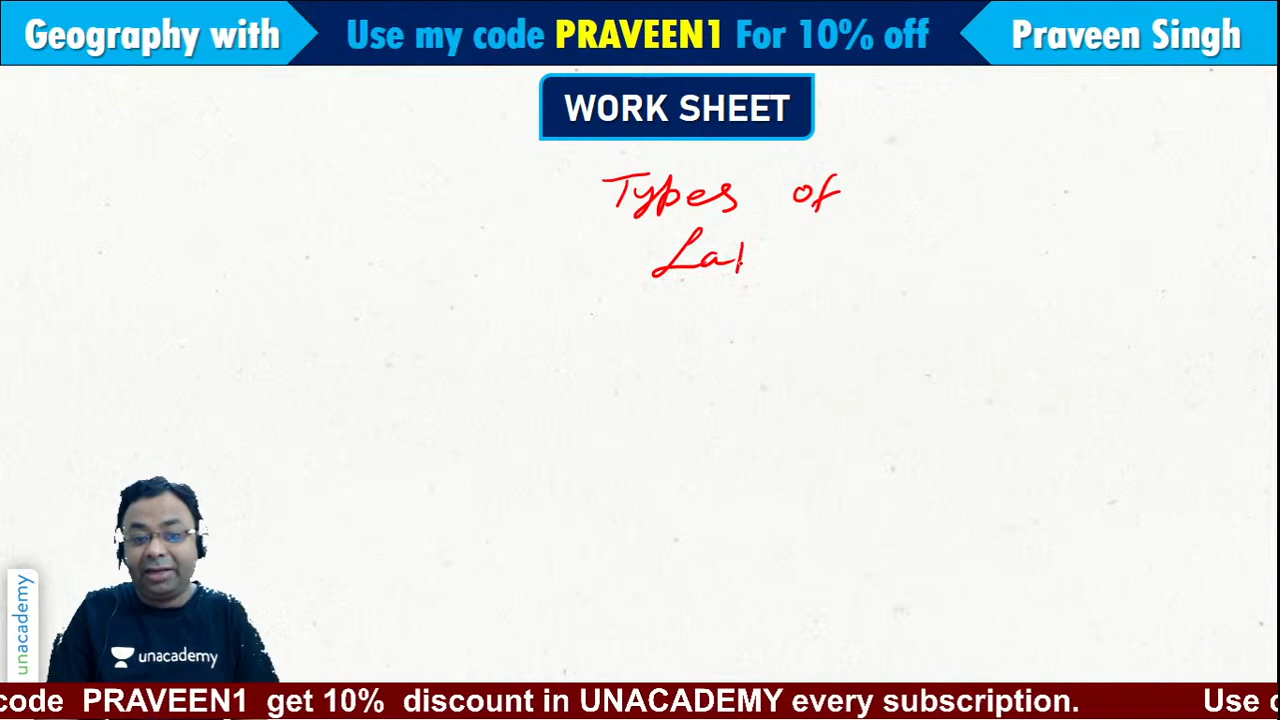 Geography with Use my code PRAVEEN1 For 10% off Praveen Singh
WORK SHEET
Types of
unacademy
unacademy
code PRAVEEN1 get 10% discount in UNACADEMY every subscription. Use